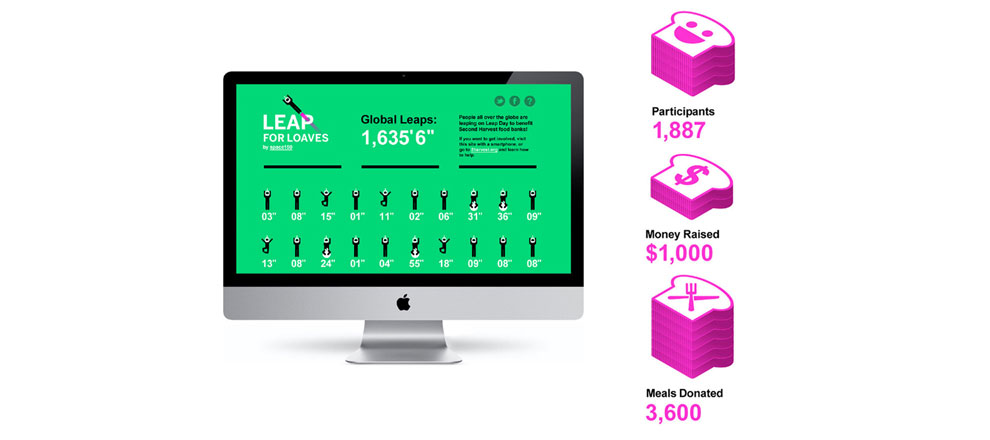 LEAP
FOR LOAVES
by space150
Global Leaps:
1,635'6"
People all over the globe are
leaping on Leap Day to benefit
Second Harvest food banks!
If you want to get involved, visit
this site with a smartphone, or
go to 2harvest.org and learn how
to help.
03" 08" 15" 01" 11" 02" 06" 31" 36" 09"
13" 08" 24" 01" 04" 55" 18" 09" 08" 08"
Participants
1,887
$
Money Raised
$1,000
Meals Donated
3,600